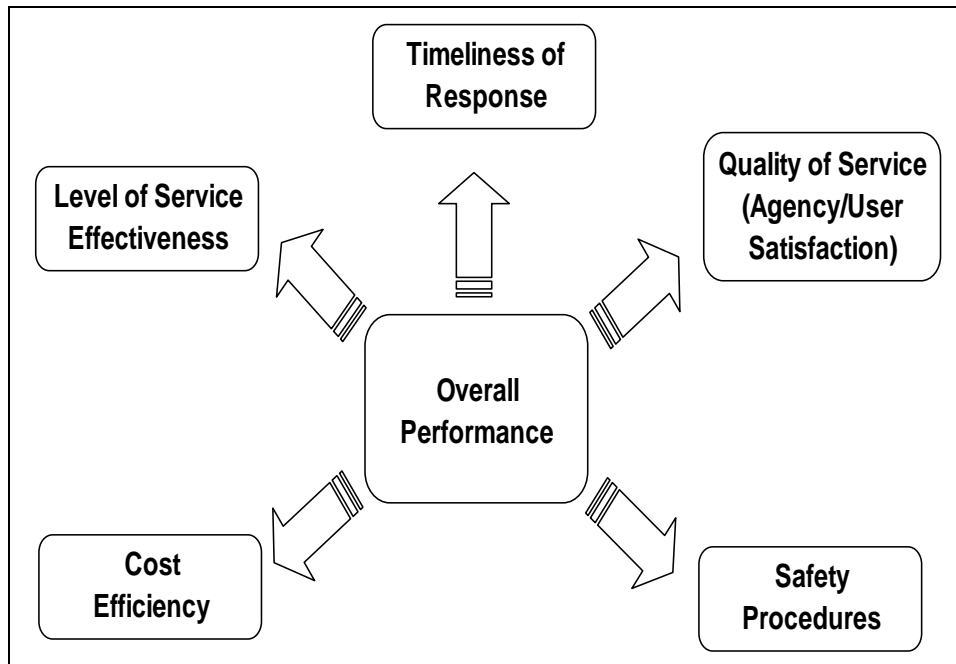 Timeliness of
Response
Level of Service
Effectiveness
Quality of Service
(Agency/User
Satisfaction)
Overall
Performance
Cost
Efficiency
Safety
Procedures